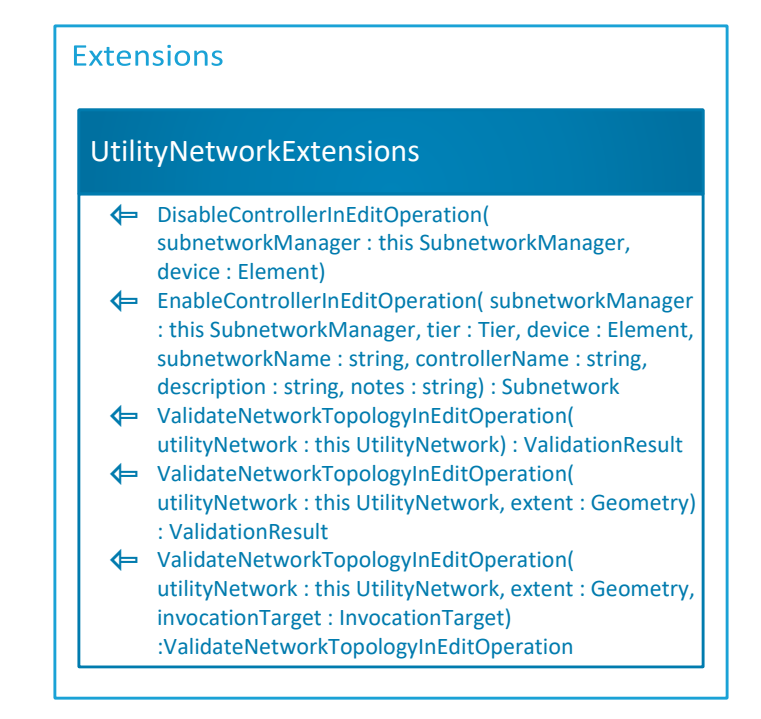 Extensions
UtilityNetworkExtensions
DisableControllerInEditOperation(
subnetworkManager : this SubnetworkManager,
device : Element)
EnableControllerInEditOperation( subnetworkManager
: this SubnetworkManager, tier : Tier, device : Element,
subnetworkName : string, controllerName : string,
description : string, notes : string) : Subnetwork
ValidateNetworkTopologyInEditOperation(
utilityNetwork : this UtilityNetwork) : ValidationResult
ValidateNetworkTopologyInEditOperation(
utilityNetwork : this UtilityNetwork, extent : Geometry)
: ValidationResult
ValidateNetworkTopologyInEditOperation(
utilityNetwork : this UtilityNetwork, extent : Geometry,
invocationTarget : InvocationTarget)
:ValidateNetworkTopologyInEditOperation